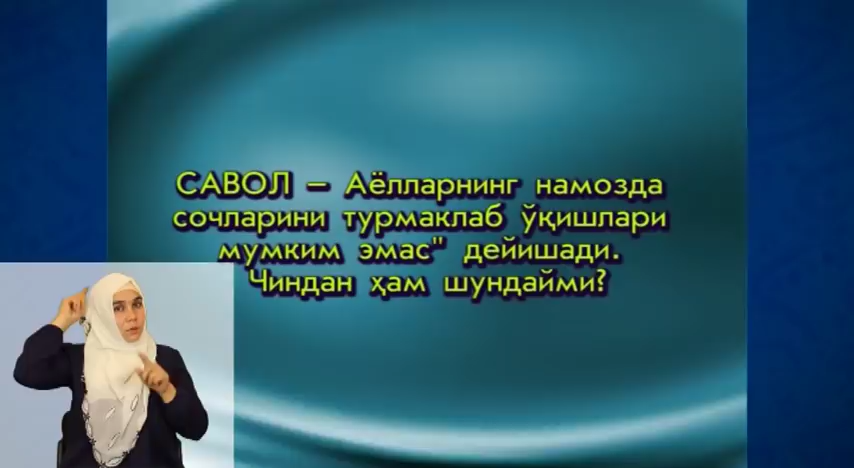 САВОЛ – Аёлларнинг намозда
сочларини турмаклаб ўқишлари
мумким эмас" дейишади.
Чиндан ҳам шундайми?